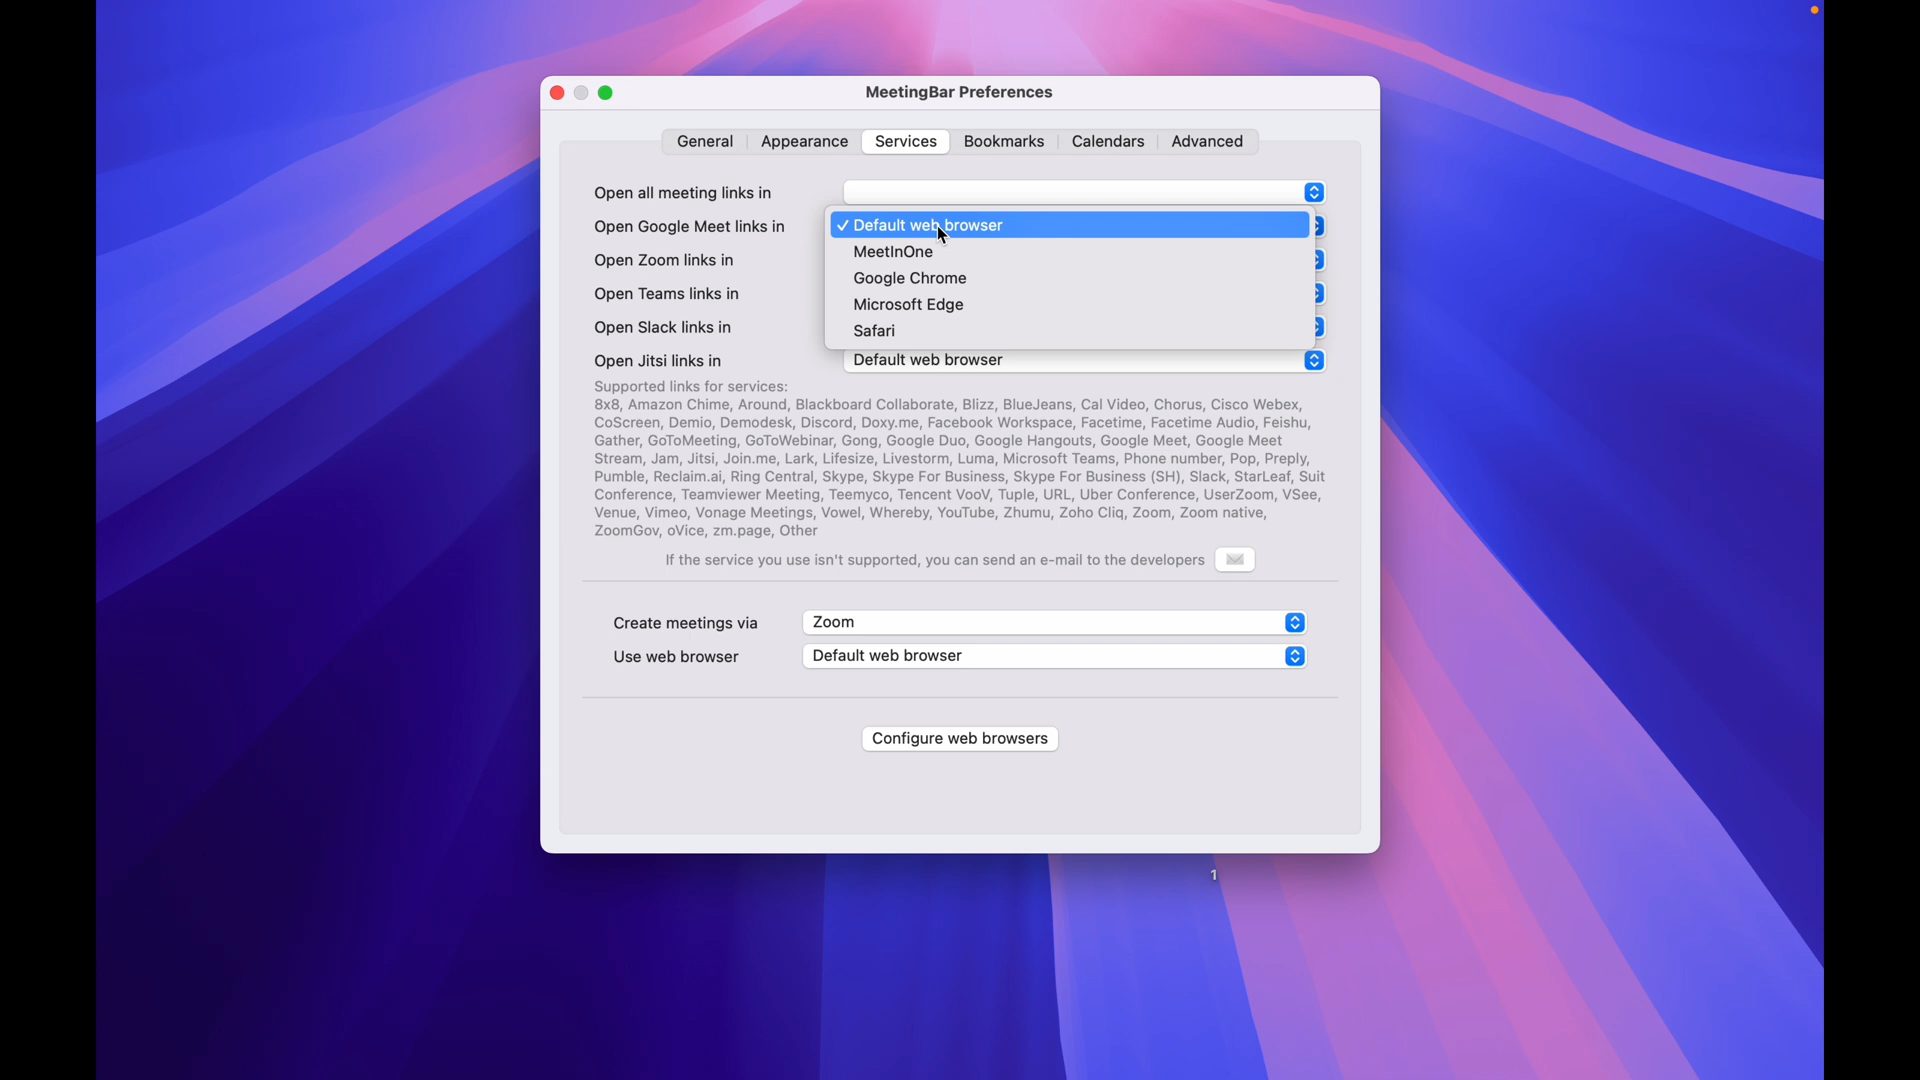 MeetingBar Preferences
General Appearance Services Bookmarks Calendars Advanced
Open all meeting links in
Open Google Meet links in
✓ Default web browser
MeetInOne
Google Chrome
Microsoft Edge
Safari
Open Zoom links in
Open Teams links in
Open Slack links in
Open Jitsi links in Default web browser
Supported links for services:
8x8, Amazon Chime, Around, Blackboard Collaborate, Blizz, BlueJeans, Cal Video, Chorus, Cisco Webex,
CoScreen, Demio, Demodesk, Discord, Doxy.me, Facebook Workspace, Facetime, Facetime Audio, Feishu,
Gather, GoToMeeting, GoToWebinar, Gong, Google Duo, Google Hangouts, Google Meet, Google Meet
Stream, Jam, Jitsi, Join.me, Lark, Lifesize, Livestorm, Luma, Microsoft Teams, Phone number, Pop, Preply,
Pumble, Reclaim.ai, Ring Central, Skype, Skype For Business, Skype For Business (SH), Slack, StarLeaf, Suit
Conference, Teamviewer Meeting, Teemyco, Tencent VooV, Tuple, URL, Uber Conference, UserZoom, VSee,
Venue, Vimeo, Vonage Meetings, Vowel, Whereby, YouTube, Zhumu, Zoho Cliq, Zoom, Zoom native,
ZoomGov, oVice, zm.page, Other
If the service you use isn't supported, you can send an e-mail to the developers
Create meetings via Zoom
Use web browser Default web browser
Configure web browsers
1